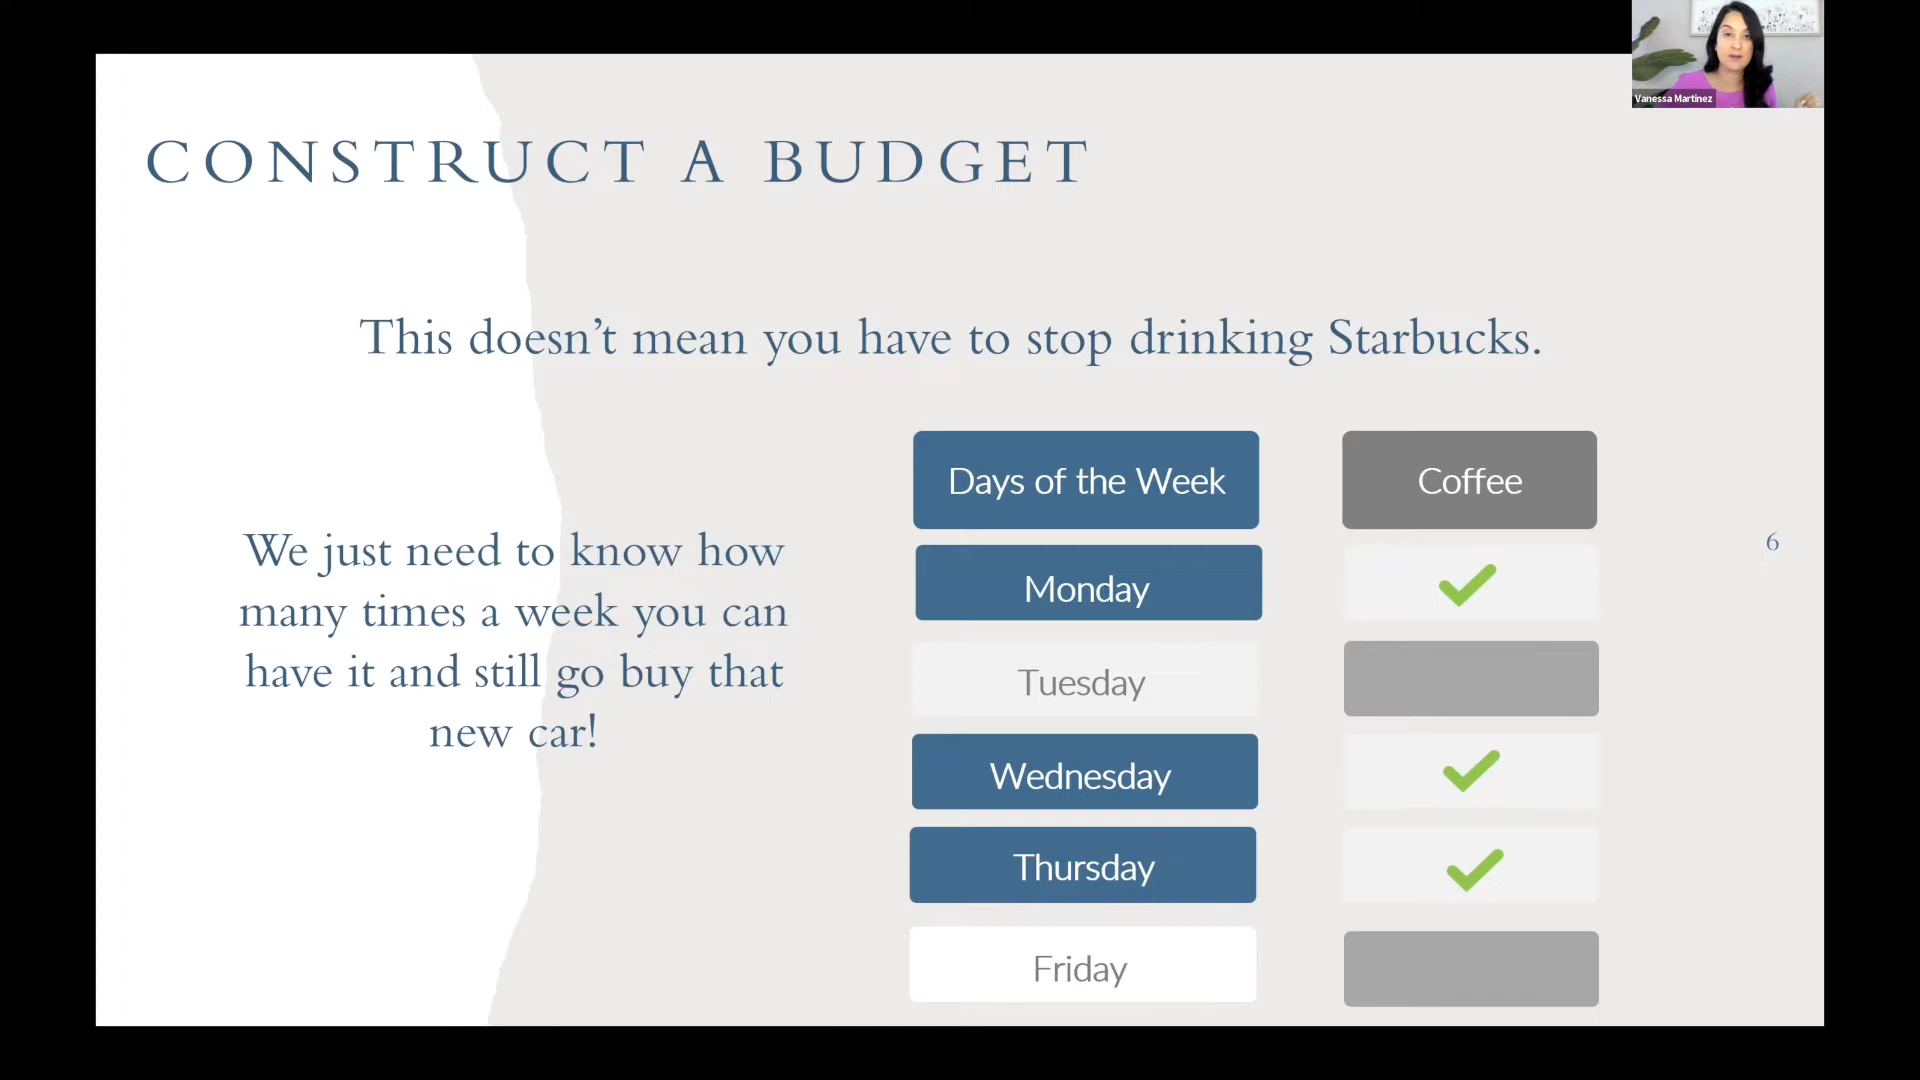 Vanessa Martinez
CONSTRUCT A BUDGET
This doesn’t mean you have to stop drinking Starbucks.
We just need to know how
many times a week you can
have it and still go buy that
new car!
Days of the Week
Coffee
Monday
Tuesday
Wednesday
Thursday
Friday
6